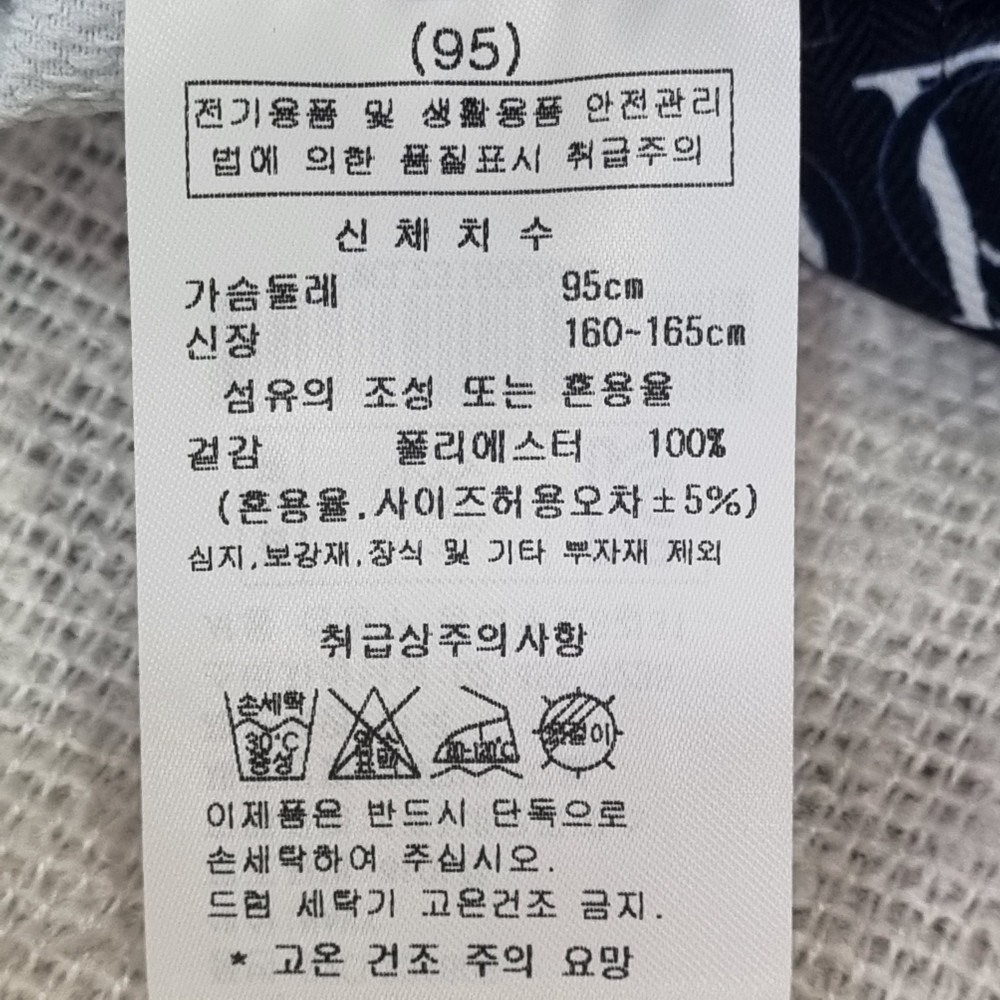 (95)
전기용품 및 생활용품 안전관리
법에 의한 품질표시 취급주의
신 체 치 수
가슴둘레 95cm
신장 160~165cm
섬유의 조성 또는 혼용율
겉감 폴리에스터 100%
(혼용율.사이즈허용오차±5%)
심지,보강재,장식 및 기타 부자재 제외
취급상주의사항
손세탁
30°C
중성
염소
표백
80~120°C
옷걸이
이제품은 반드시 단독으로
손세탁하여 주십시오.
드럼 세탁기 고온건조 금지.
* 고온 건조 주의 요망